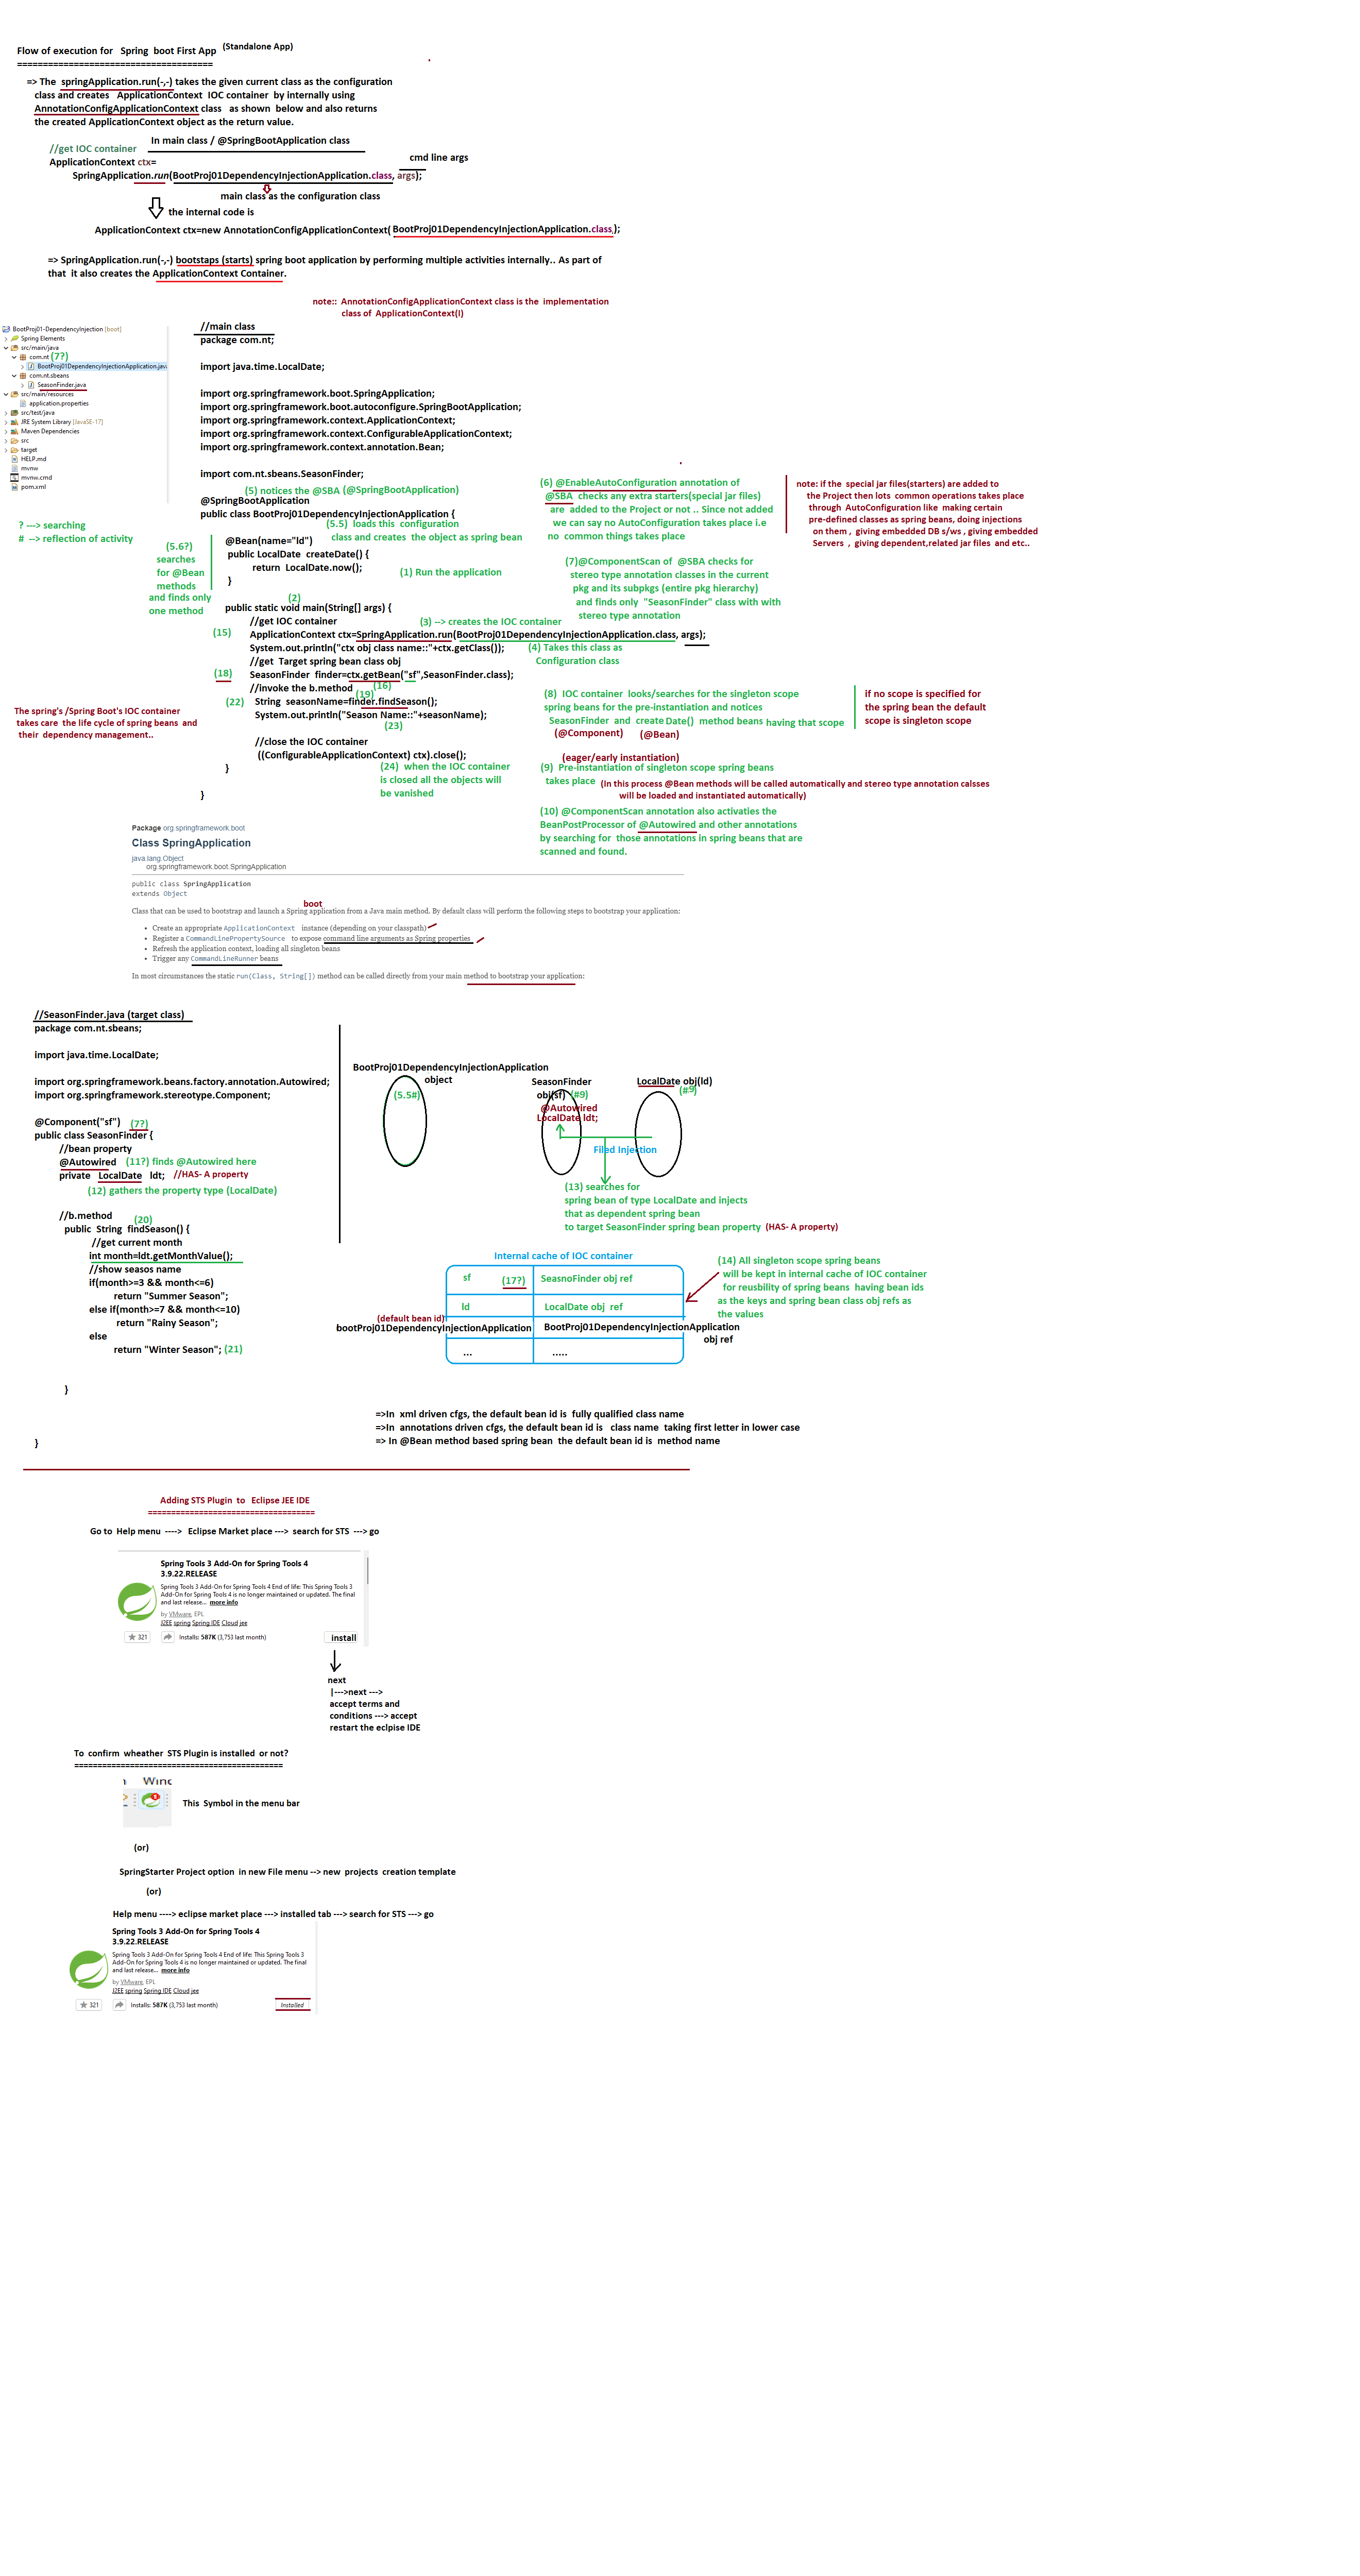 Flow of execution for Spring boot First App (Standalone App)
=====================================
=> The springApplication.run(-,-) takes the given current class as the configuration
class and creates ApplicationContext IOC container by internally using
AnnotationConfigApplicationContext class as shown below and also returns
the created ApplicationContext object as the return value.
In main class / @SpringBootApplication class
//get IOC container
cmd line args
ApplicationContext ctx=
SpringApplication.run(BootProj01DependencyInjectionApplication.class, args);
main class as the configuration class
the internal code is
ApplicationContext ctx=new AnnotationConfigApplicationContext( BootProj01DependencyInjectionApplication.class,);
=> SpringApplication.run(-,-) bootstaps (starts) spring boot application by performing multiple activities internally.. As part of
that it also creates the ApplicationContext Container.
note:: AnnotationConfigApplicationContext class is the implementation
class of ApplicationContext(I)
BootProj01-DependencyInjection [boot]
Spring Elements
src/main/java
com.nt (7?)
BootProj01DependencyInjectionApplication.java
com.nt.sbeans
SeasonFinder.java
src/main/resources
application.properties
src/test/java
JRE System Library [JavaSE-17]
Maven Dependencies
src
target
HELP.md
mvnw
mvnw.cmd
pom.xml
? ---> searching
# --> reflection of activity
//main class
package com.nt;
import java.time.LocalDate;
import org.springframework.boot.SpringApplication;
import org.springframework.boot.autoconfigure.SpringBootApplication;
import org.springframework.context.ApplicationContext;
import org.springframework.context.ConfigurableApplicationContext;
import org.springframework.context.annotation.Bean;
import com.nt.sbeans.SeasonFinder;
(5) notices the @SBA (@SpringBootApplication)
@SpringBootApplication
public class BootProj01DependencyInjectionApplication {
(5.5) loads this configuration
class and creates the object as spring bean
(5.6?)
searches
for @Bean
methods
and finds only
one method
@Bean(name="ld")
public LocalDate createDate() {
return LocalDate.now();
}
(1) Run the application
(2)
public static void main(String[] args) {
//get IOC container
(3) --> creates the IOC container
(15)
ApplicationContext ctx=SpringApplication.run(BootProj01DependencyInjectionApplication.class, args);
System.out.println("ctx obj class name::"+ctx.getClass());
(4) Takes this class as
Configuration class
//get Target spring bean class obj
(18)
SeasonFinder finder=ctx.getBean("sf",SeasonFinder.class);
(16)
//invoke the b.method
(19)
(22)
String seasonName=finder.findSeason();
System.out.println("Season Name::"+seasonName);
(23)
//close the IOC container
((ConfigurableApplicationContext) ctx).close();
}
(24) when the IOC container
is closed all the objects will
be vanished
}
The spring's /Spring Boot's IOC container
takes care the life cycle of spring beans and
their dependency management..
(6) @EnableAutoConfiguration annotation of
@SBA checks any extra starters(special jar files)
are added to the Project or not .. Since not added
we can say no AutoConfiguration takes place i.e
no common things takes place
note: if the special jar files(starters) are added to
the Project then lots common operations takes place
through AutoConfiguration like making certain
pre-defined classes as spring beans, doing injections
on them , giving embedded DB s/ws , giving embedded
Servers , giving dependent,related jar files and etc..
(7)@ComponentScan of @SBA checks for
stereo type annotation classes in the current
pkg and its subpkgs (entire pkg hierarchy)
and finds only "SeasonFinder" class with with
stereo type annotation
(8) IOC container looks/searches for the singleton scope
spring beans for the pre-instantiation and notices
SeasonFinder and create Date() method beans having that scope
(@Component) (@Bean)
if no scope is specified for
the spring bean the default
scope is singleton scope
(eager/early instantiation)
(9) Pre-instantiation of singleton scope spring beans
takes place (In this process @Bean methods will be called automatically and stereo type annotation calsses
will be loaded and instantiated automatically)
(10) @ComponentScan annotation also activaties the
BeanPostProcessor of @Autowired and other annotations
by searching for those annotations in spring beans that are
scanned and found.
Package org.springframework.boot
Class SpringApplication
java.lang.Object
org.springframework.boot.SpringApplication
public class SpringApplication
extends Object
boot
Class that can be used to bootstrap and launch a Spring application from a Java main method. By default class will perform the following steps to bootstrap your application:
• Create an appropriate ApplicationContext instance (depending on your classpath)
• Register a CommandLinePropertySource to expose command line arguments as Spring properties
• Refresh the application context, loading all singleton beans
• Trigger any CommandLineRunner beans
In most circumstances the static run(Class, String[]) method can be called directly from your main method to bootstrap your application:
//SeasonFinder.java (target class)
package com.nt.sbeans;
import java.time.LocalDate;
import org.springframework.beans.factory.annotation.Autowired;
import org.springframework.stereotype.Component;
@Component("sf") (7?)
public class SeasonFinder {
//bean property
@Autowired (11?) finds @Autowired here
private LocalDate ldt; //HAS- A property
(12) gathers the property type (LocalDate)
//b.method
(20)
public String findSeason() {
//get current month
int month=ldt.getMonthValue();
//show seasos name
if(month>=3 && month<=6)
return "Summer Season";
else if(month>=7 && month<=10)
return "Rainy Season";
else
return "Winter Season"; (21)
}
}
BootProj01DependencyInjectionApplication
object
(5.5#)
SeasonFinder
obj(sf) (#9)
@Autowired
LocalDate ldt;
LocalDate obj(ld)
(#9)
Filed Injection
(13) searches for
spring bean of type LocalDate and injects
that as dependent spring bean
to target SeasonFinder spring bean property (HAS- A property)
Internal cache of IOC container
sf (17?) SeasnoFinder obj ref
ld LocalDate obj ref
(default bean id)
bootProj01DependencyInjectionApplication BootProj01DependencyInjectionApplication
obj ref
... .....
(14) All singleton scope spring beans
will be kept in internal cache of IOC container
for reusbility of spring beans having bean ids
as the keys and spring bean class obj refs as
the values
=>In xml driven cfgs, the default bean id is fully qualified class name
=>In annotations driven cfgs, the default bean id is class name taking first letter in lower case
=> In @Bean method based spring bean the default bean id is method name
Adding STS Plugin to Eclipse JEE IDE
====================================
Go to Help menu ----> Eclipse Market place ---> search for STS ---> go
Spring Tools 3 Add-On for Spring Tools 4
3.9.22.RELEASE
Spring Tools 3 Add-On for Spring Tools 4 End of life: This Spring Tools 3
Add-On for Spring Tools 4 is no longer maintained or updated. The final
and last release... more info
by VMware, EPL
J2EE spring Spring IDE Cloud jee
321 Installs: 587K (3,753 last month) install
next
|--->next --->
accept terms and
conditions ---> accept
restart the eclpise IDE
To confirm wheather STS Plugin is installed or not?
=============================================
Wind
This Symbol in the menu bar
(or)
SpringStarter Project option in new File menu --> new projects creation template
(or)
Help menu ----> eclipse market place ---> installed tab ---> search for STS ---> go
Spring Tools 3 Add-On for Spring Tools 4
3.9.22.RELEASE
Spring Tools 3 Add-On for Spring Tools 4 End of life: This Spring Tools 3
Add-On for Spring Tools 4 is no longer maintained or updated. The final
and last release... more info
by VMware, EPL
J2EE spring Spring IDE Cloud jee
321 Installs: 587K (3,753 last month) Installed